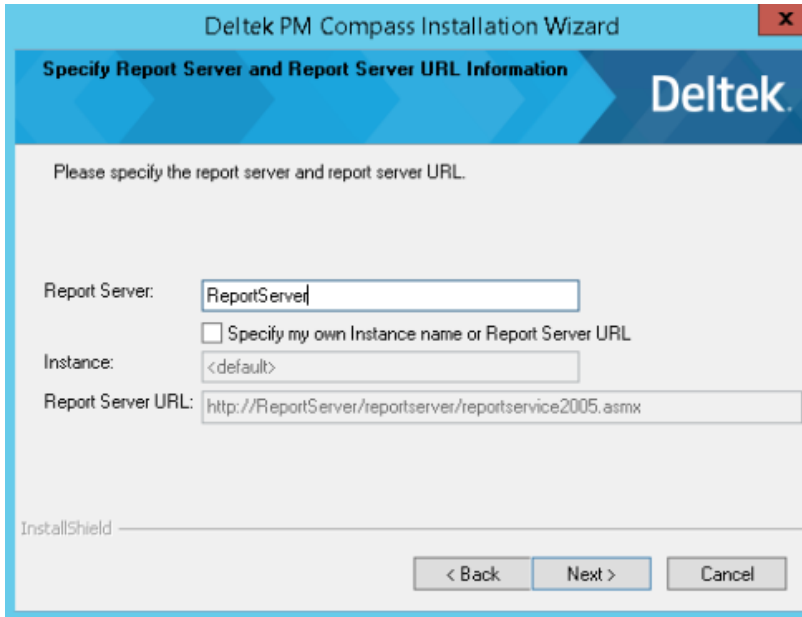 Deltek PM Compass Installation Wizard
x
Specify Report Server and Report Server URL Information
Deltek.
Please specify the report server and report server URL.
Report Server: ReportServer
Specify my own Instance name or Report Server URL
Instance: <default>
Report Server URL: http://ReportServer/reportserver/reportservice2005.asmx
InstallShield
< Back Next > Cancel